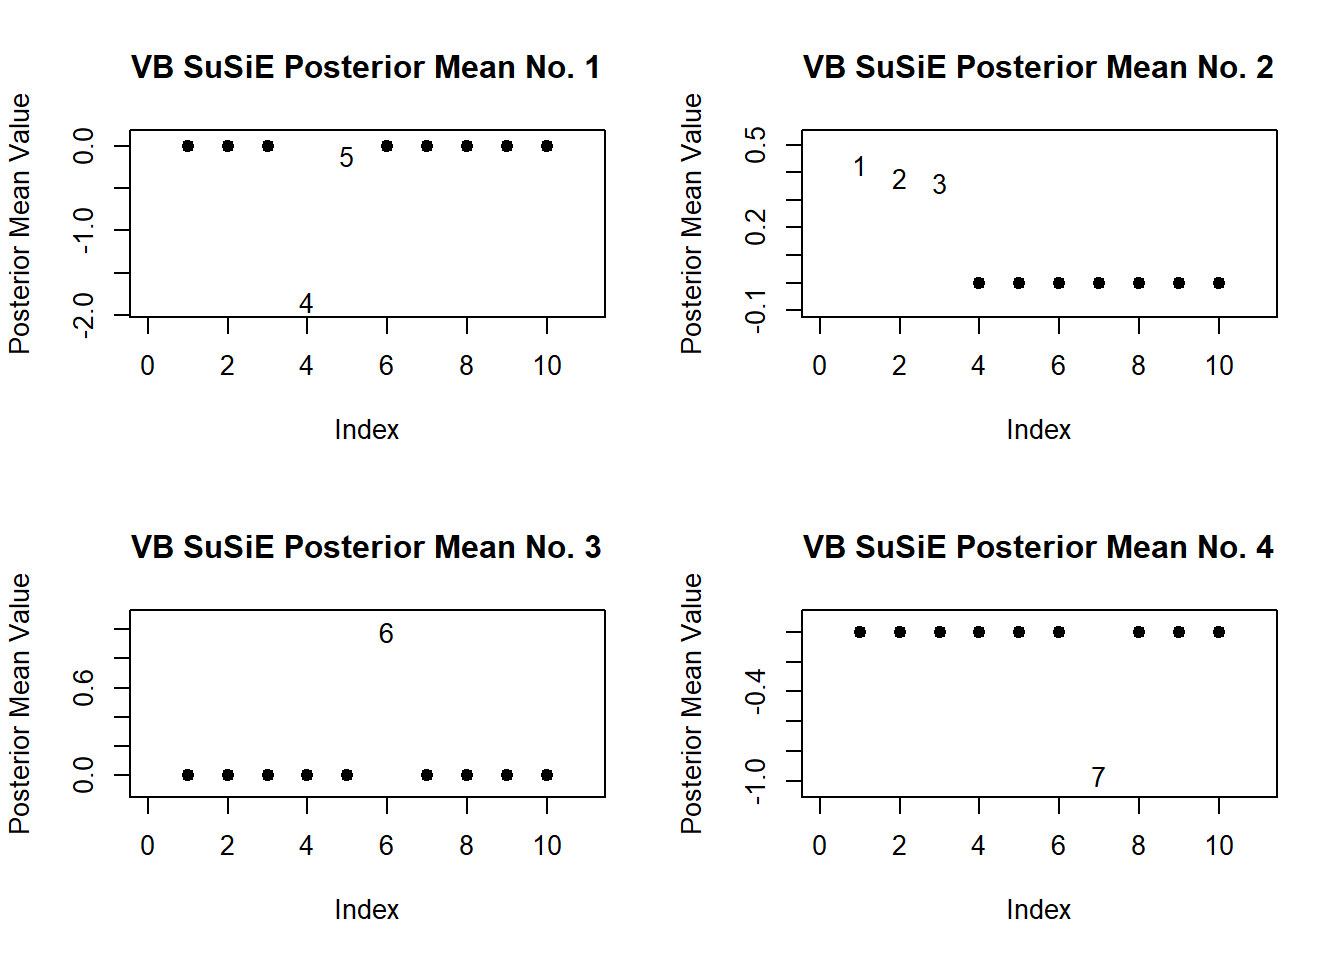 VB SuSiE Posterior Mean No. 1
Posterior Mean Value
0.0
-1.0
-2.0
5
4
0 2 4 6 8 10
Index
VB SuSiE Posterior Mean No. 2
Posterior Mean Value
0.5
0.2
-0.1
1
2
3
0 2 4 6 8 10
Index
VB SuSiE Posterior Mean No. 3
Posterior Mean Value
0.6
0.0
6
0 2 4 6 8 10
Index
VB SuSiE Posterior Mean No. 4
Posterior Mean Value
-0.4
-1.0
7
0 2 4 6 8 10
Index